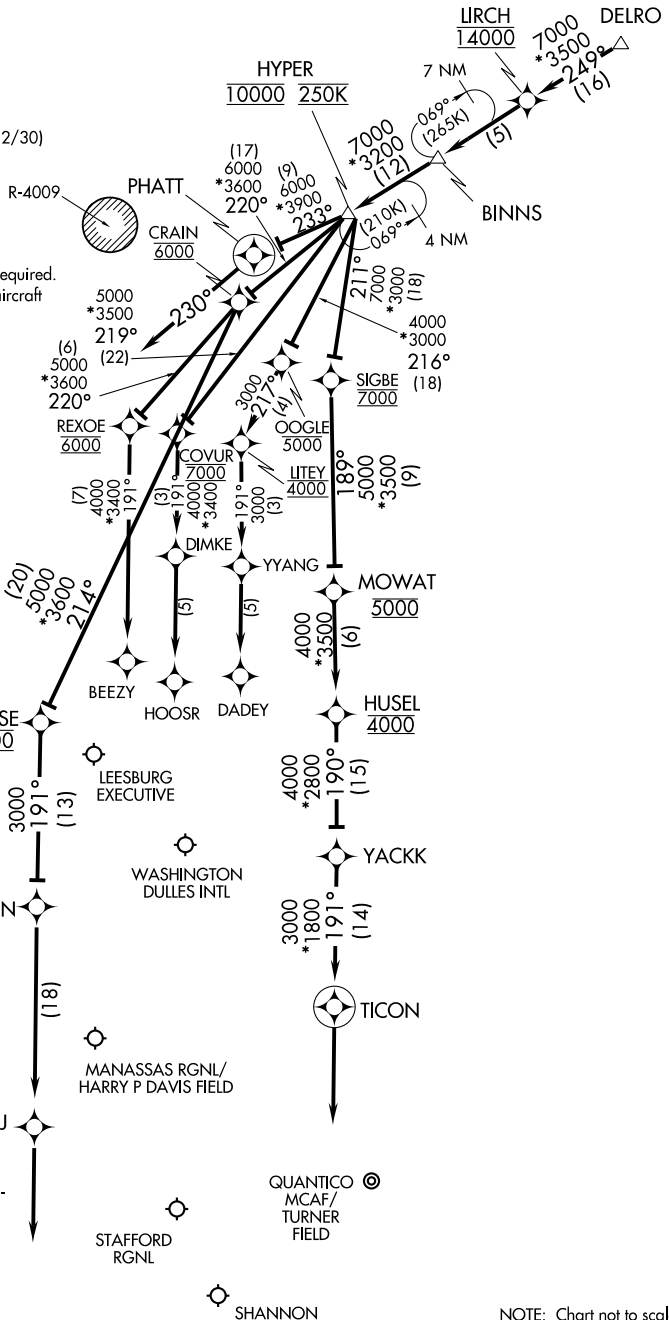 LIRCH
14000
DELRO
7000
*3500
249°
(16)
HYPER
10000 250K
7 NM
069°
(265K)
(5)
2/30)
7000
*3200
(12)
BINNS
(17)
6000
*3600
220°
(9)
6000
*3900
233°
(210K)
069°
4 NM
R-4009
PHATT
CRAIN
6000
equired.
ircraft
211°
7000
*3000
(18)
5000
*3500
219°
(22)
230°
4000
*3000
216°
(18)
(6)
5000
*3600
220°
3000
217°
(4)
SIGBE
7000
REXOE
6000
COVUR
7000
OOGLE
5000
LITEY
4000
189°
5000
*3500
(9)
(7)
4000
*3400
191°
(3)
191°
4000
*3400
191°
3000
(3)
DIMKE
YYANG
MOWAT
5000
(20)
5000
*3600
214°
(5)
(5)
4000
*3500
(6)
BEEZY
HOOSR
DADEY
SE
0
HUSEL
4000
LEESBURG
EXECUTIVE
3000
191°
(13)
4000
*2800
190°
(15)
WASHINGTON
DULLES INTL
YACKK
N
3000
*1800
191°
(14)
(18)
TICON
MANASSAS RGNL/
HARRY P DAVIS FIELD
J
-
QUANTICO
MCAF/
TURNER
FIELD
STAFFORD
RGNL
SHANNON
NOTE: Chart not to scal